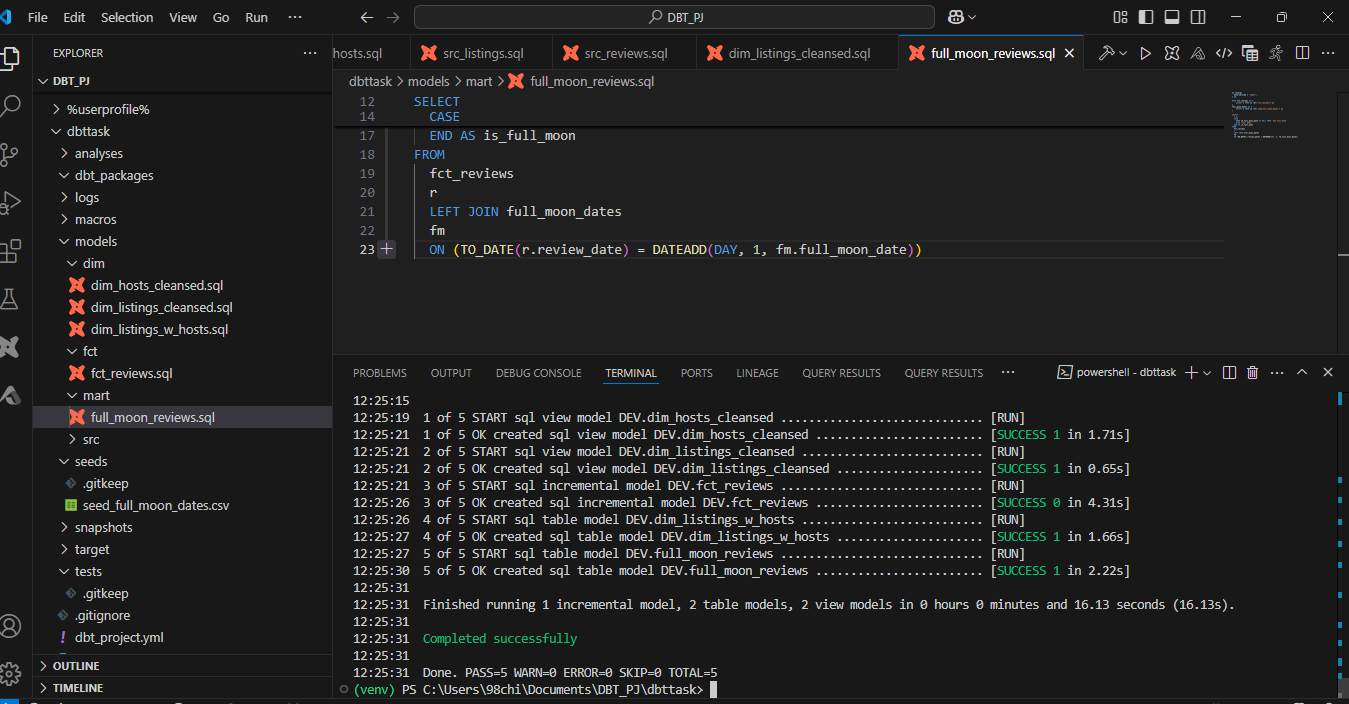 File Edit Selection View Go Run ···
DBT_PJ
EXPLORER ···
DBT_PJ
%userprofile%
dbttask
analyses
dbt_packages
logs
macros
models
dim
dim_hosts_cleansed.sql
dim_listings_cleansed.sql
dim_listings_w_hosts.sql
fct
fct_reviews.sql
mart
full_moon_reviews.sql
src
seeds
.gitkeep
seed_full_moon_dates.csv
snapshots
target
tests
.gitkeep
.gitignore
! dbt_project.yml
OUTLINE
TIMELINE
hosts.sql src_listings.sql src_reviews.sql dim_listings_cleansed.sql full_moon_reviews.sql
dbttask > models > mart > full_moon_reviews.sql
12 SELECT
14 CASE
17 END AS is_full_moon
18 FROM
19 fct_reviews
20 r
21 LEFT JOIN full_moon_dates
22 fm
23 ON (TO_DATE(r.review_date) = DATEADD(DAY, 1, fm.full_moon_date))
PROBLEMS OUTPUT DEBUG CONSOLE TERMINAL PORTS LINEAGE QUERY RESULTS QUERY RESULTS ··· powershell - dbttask
12:25:15
12:25:19 1 of 5 START sql view model DEV.dim_hosts_cleansed ........................... [RUN]
12:25:21 1 of 5 OK created sql view model DEV.dim_hosts_cleansed ...................... [SUCCESS 1 in 1.71s]
12:25:21 2 of 5 START sql view model DEV.dim_listings_cleansed ........................ [RUN]
12:25:21 2 of 5 OK created sql view model DEV.dim_listings_cleansed ................... [SUCCESS 1 in 0.65s]
12:25:21 3 of 5 START sql incremental model DEV.fct_reviews ........................... [RUN]
12:25:26 3 of 5 OK created sql incremental model DEV.fct_reviews ...................... [SUCCESS 0 in 4.31s]
12:25:26 4 of 5 START sql table model DEV.dim_listings_w_hosts ........................ [RUN]
12:25:27 4 of 5 OK created sql table model DEV.dim_listings_w_hosts ................... [SUCCESS 1 in 1.66s]
12:25:27 5 of 5 START sql table model DEV.full_moon_reviews ........................... [RUN]
12:25:30 5 of 5 OK created sql table model DEV.full_moon_reviews ...................... [SUCCESS 1 in 2.22s]
12:25:31
12:25:31 Finished running 1 incremental model, 2 table models, 2 view models in 0 hours 0 minutes and 16.13 seconds (16.13s).
12:25:31
12:25:31 Completed successfully
12:25:31
12:25:31 Done. PASS=5 WARN=0 ERROR=0 SKIP=0 TOTAL=5
(venv) PS C:\Users\98chi\Documents\DBT_PJ\dbttask>